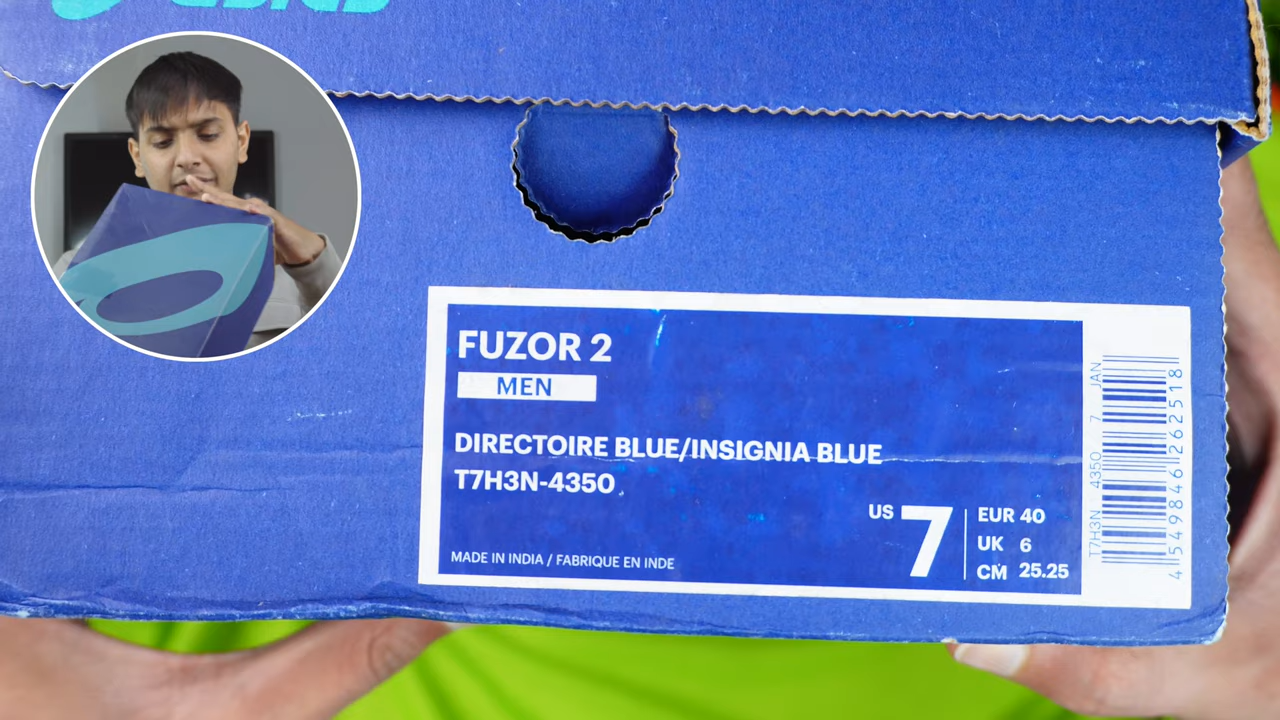 FUZOR 2
MEN
DIRECTOIRE BLUE/INSIGNIA BLUE
T7H3N-4350
US 7
EUR 40
UK 6
CM 25.25
MADE IN INDIA / FABRIQUE EN INDE
T7H3N 4350 7 JAN
4549846262518